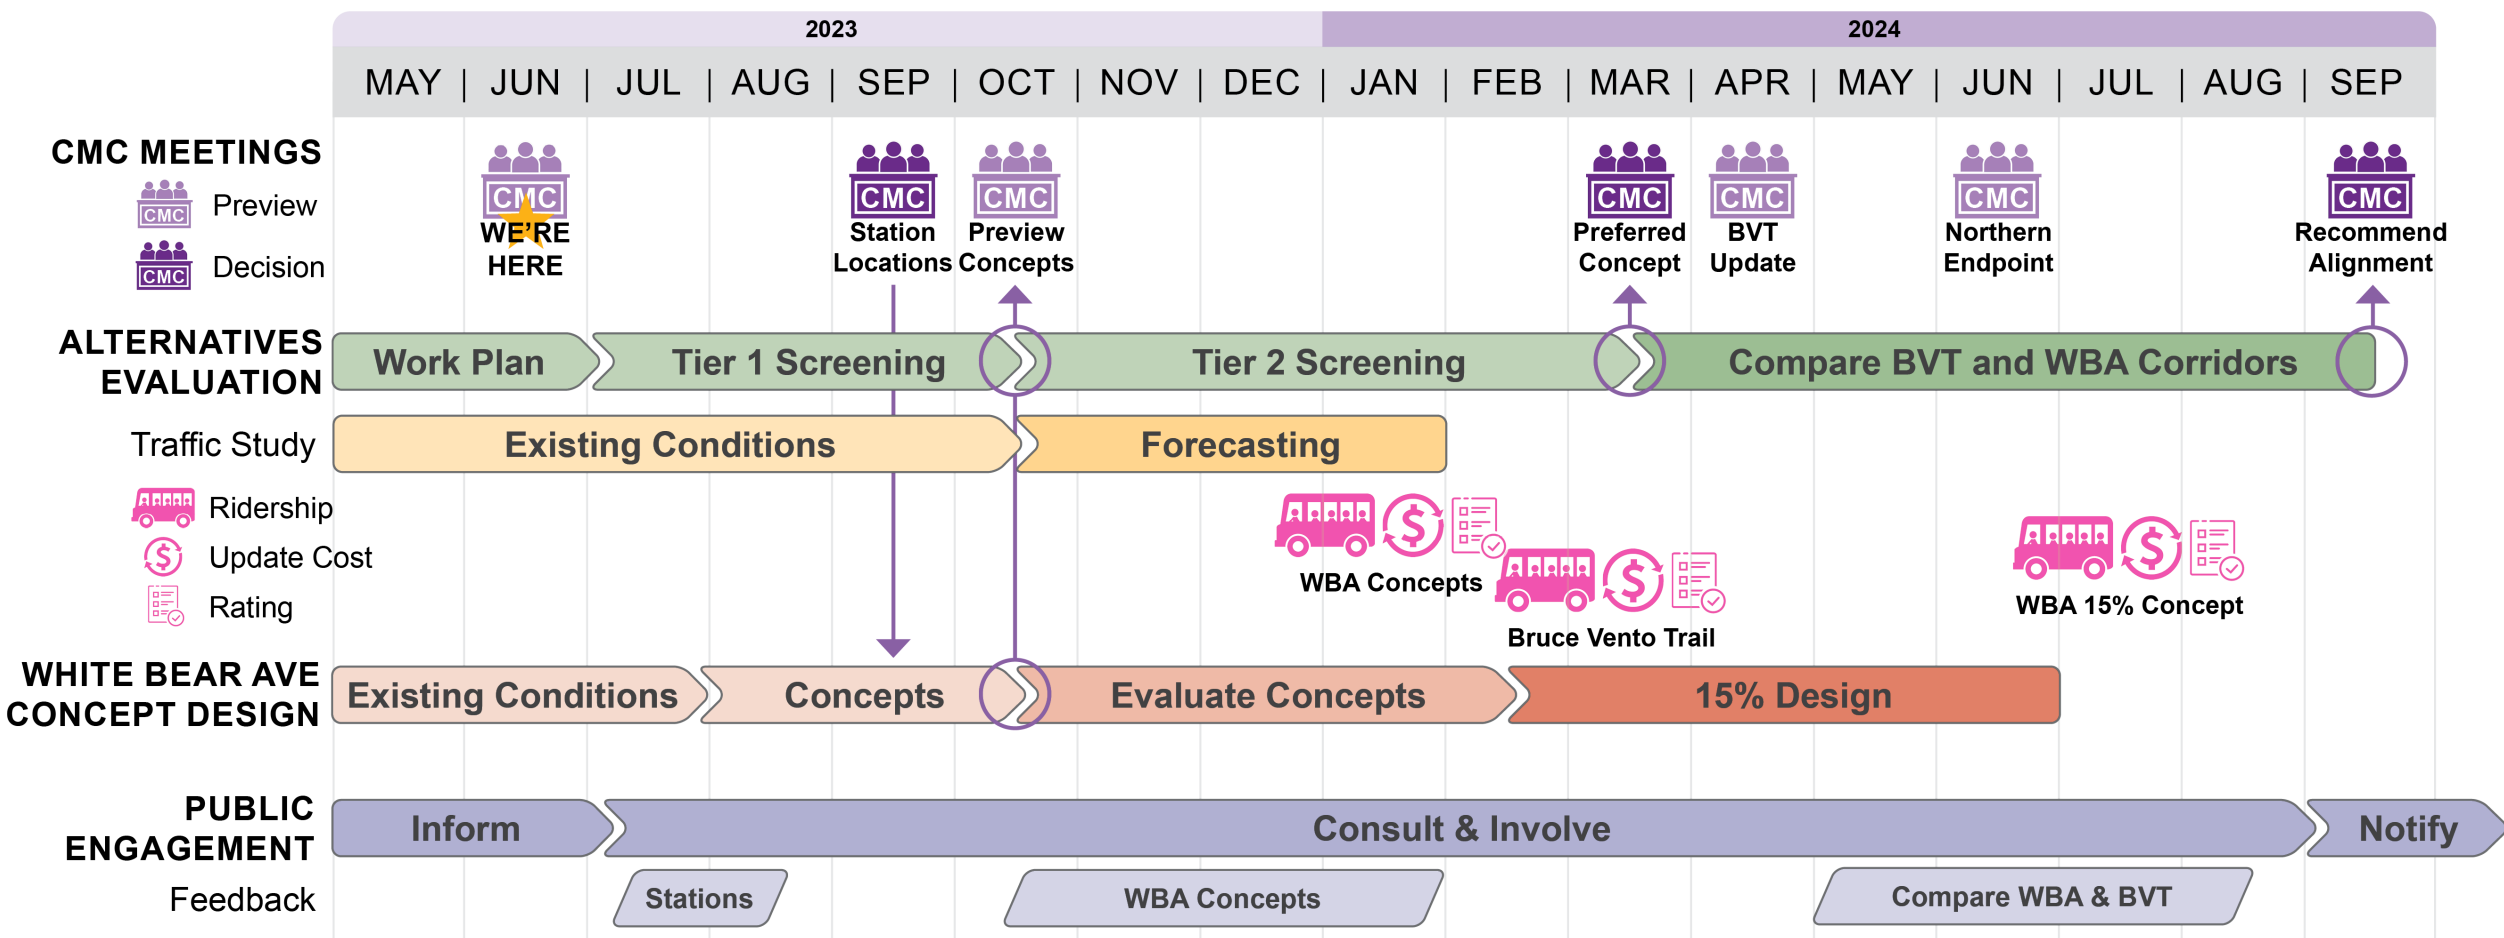 2023
2024
MAY | JUN | JUL | AUG | SEP | OCT | NOV | DEC | JAN | FEB | MAR | APR | MAY | JUN | JUL | AUG | SEP
CMC MEETINGS
CMC Preview
CMC Decision
CMC
WE'RE
HERE
CMC
Station
Locations
CMC
Preview
Concepts
CMC
Preferred
Concept
CMC
BVT
Update
CMC
Northern
Endpoint
CMC
Recommend
Alignment
ALTERNATIVES
EVALUATION
Work Plan
Tier 1 Screening
Tier 2 Screening
Compare BVT and WBA Corridors
Traffic Study
Existing Conditions
Forecasting
Ridership
$ Update Cost
Rating
$
WBA Concepts
$
Bruce Vento Trail
$
WBA 15% Concept
WHITE BEAR AVE
CONCEPT DESIGN
Existing Conditions
Concepts
Evaluate Concepts
15% Design
PUBLIC
ENGAGEMENT
Inform
Consult & Involve
Notify
Feedback
Stations
WBA Concepts
Compare WBA & BVT